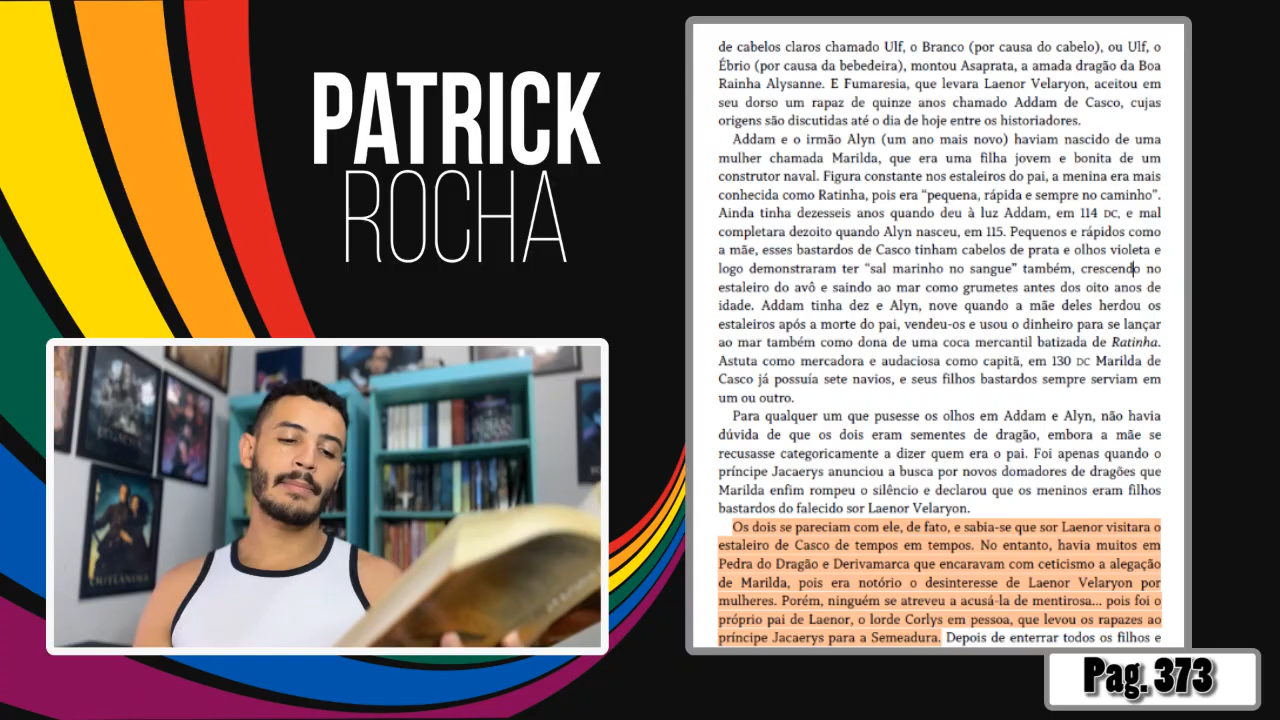 PATRICK
ROCHA
de cabelos claros chamado Ulf, o Branco (por causa do cabelo), ou Ulf, o
Ébrio (por causa da bebedeira), montou Asaprata, a amada dragão da Boa
Rainha Alysanne. E Fumaresia, que levara Laenor Velaryon, aceitou em
seu dorso um rapaz de quinze anos chamado Addam de Casco, cujas
origens são discutidas até o dia de hoje entre os historiadores.
Addam e o irmão Alyn (um ano mais novo) haviam nascido de uma
mulher chamada Marilda, que era uma filha jovem e bonita de um
construtor naval. Figura constante nos estaleiros do pai, a menina era mais
conhecida como Ratinha, pois era “pequena, rápida e sempre no caminho”.
Ainda tinha dezesseis anos quando deu à luz Addam, em 114 DC, e mal
completara dezoito quando Alyn nasceu, em 115. Pequenos e rápidos como
a mãe, esses bastardos de Casco tinham cabelos de prata e olhos violeta e
logo demonstraram ter “sal marinho no sangue” também, crescendo no
estaleiro do avô e saindo ao mar como grumetes antes dos oito anos de
idade. Addam tinha dez e Alyn, nove quando a mãe deles herdou os
estaleiros após a morte do pai, vendeu-os e usou o dinheiro para se lançar
ao mar também como dona de uma coca mercantil batizada de Ratinha.
Astuta como mercadora e audaciosa como capitã, em 130 DC Marilda de
Casco já possuía sete navios, e seus filhos bastardos sempre serviam em
um ou outro.
Para qualquer um que pusesse os olhos em Addam e Alyn, não havia
dúvida de que os dois eram sementes de dragão, embora a mãe se
recusasse categoricamente a dizer quem era o pai. Foi apenas quando o
príncipe Jacaerys anunciou a busca por novos domadores de dragões que
Marilda enfim rompeu o silêncio e declarou que os meninos eram filhos
bastardos do falecido sor Laenor Velaryon.
Os dois se pareciam com ele, de fato, e sabia-se que sor Laenor visitara o
estaleiro de Casco de tempos em tempos. No entanto, havia muitos em
Pedra do Dragão e Derivamarca que encaravam com ceticismo a alegação
de Marilda, pois era notório o desinteresse de Laenor Velaryon por
mulheres. Porém, ninguém se atreveu a acusá-la de mentirosa... pois foi o
próprio pai de Laenor, o lorde Corlys em pessoa, que levou os rapazes ao
príncipe Jacaerys para a Semeadura. Depois de enterrar todos os filhos e
Pag. 373
OUTLANDER